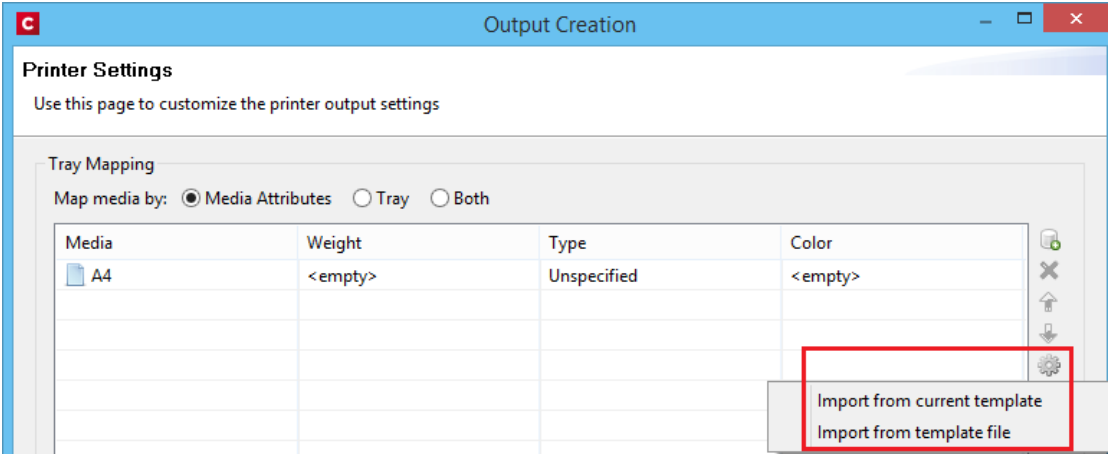 C Output Creation
Printer Settings
Use this page to customize the printer output settings
Tray Mapping
Map media by: Media Attributes Tray Both
Media Weight Type Color
A4 <empty> Unspecified <empty>
Import from current template
Import from template file